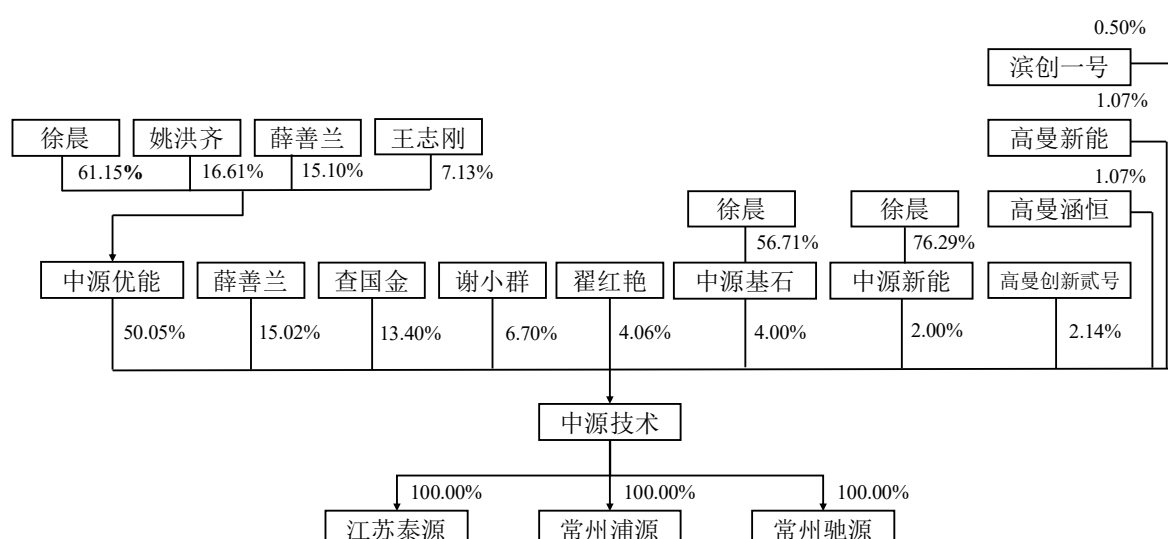 0.50%
滨创一号
1.07%
徐晨 姚洪齐 薛善兰 王志刚 高曼新能
61.15% 16.61% 15.10% 7.13%
1.07%
徐晨 徐晨 高曼涵恒
56.71% 76.29%
中源优能 薛善兰 查国金 谢小群 翟红艳 中源基石 中源新能 高曼创新贰号
50.05% 15.02% 13.40% 6.70% 4.06% 4.00% 2.00% 2.14%
中源技术
100.00% 100.00% 100.00%
江苏泰源 常州浦源 常州驰源